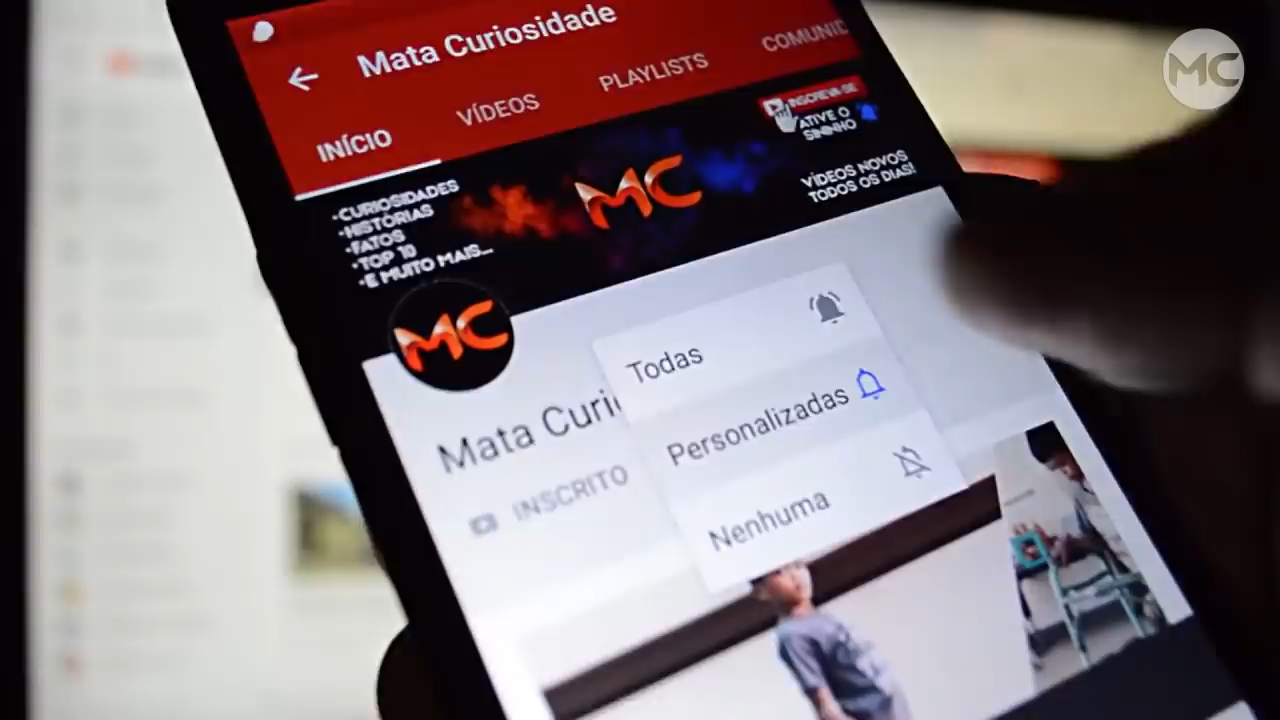 MC
Mata Curiosidade
INÍCIO
VÍDEOS
PLAYLISTS
COMUNID
•CURIOSIDADES
•HISTÓRIAS
•FATOS
•TOP 10
•E MUITO MAIS...
MC
INSCREVA-SE
ATIVE O
SININHO
VÍDEOS NOVOS
TODOS OS DIAS!
MC
Mata Curi
INSCRITO
Todas
Personalizadas
Nenhuma